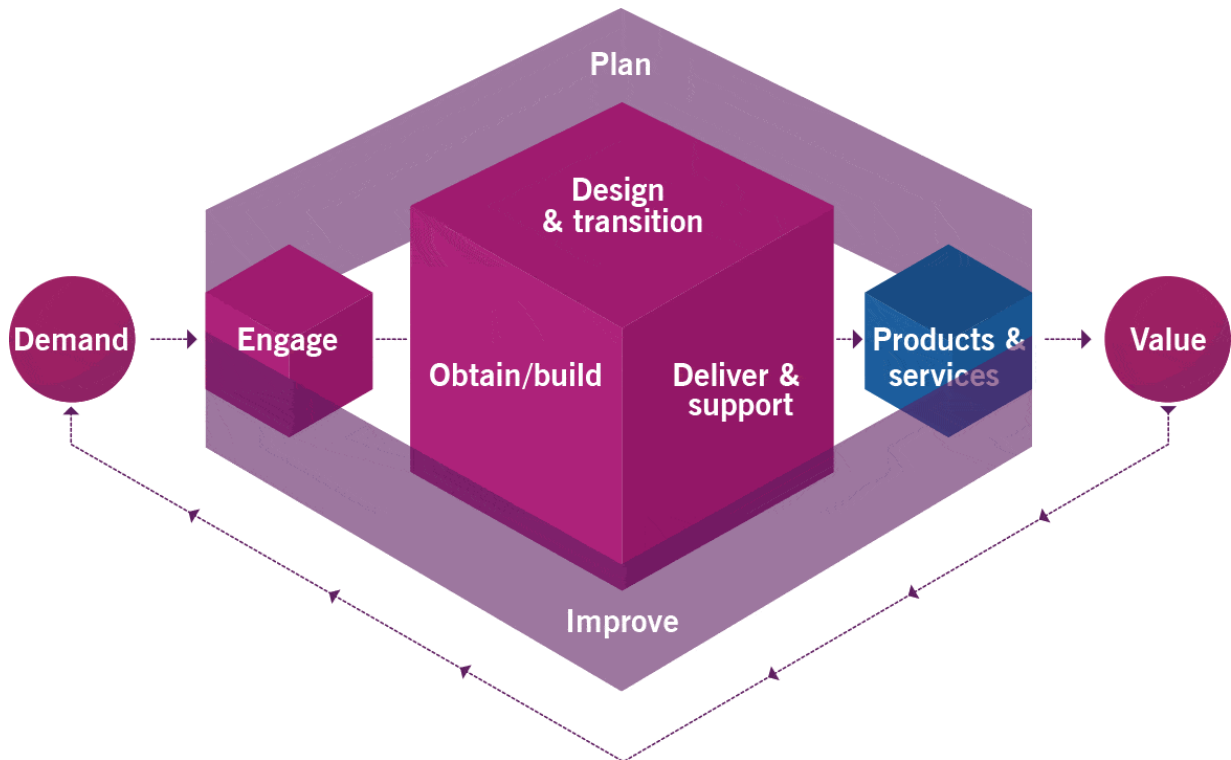 Plan
Design
& transition
Demand
Engage
Obtain/build
Deliver &
support
Products &
services
Value
Improve